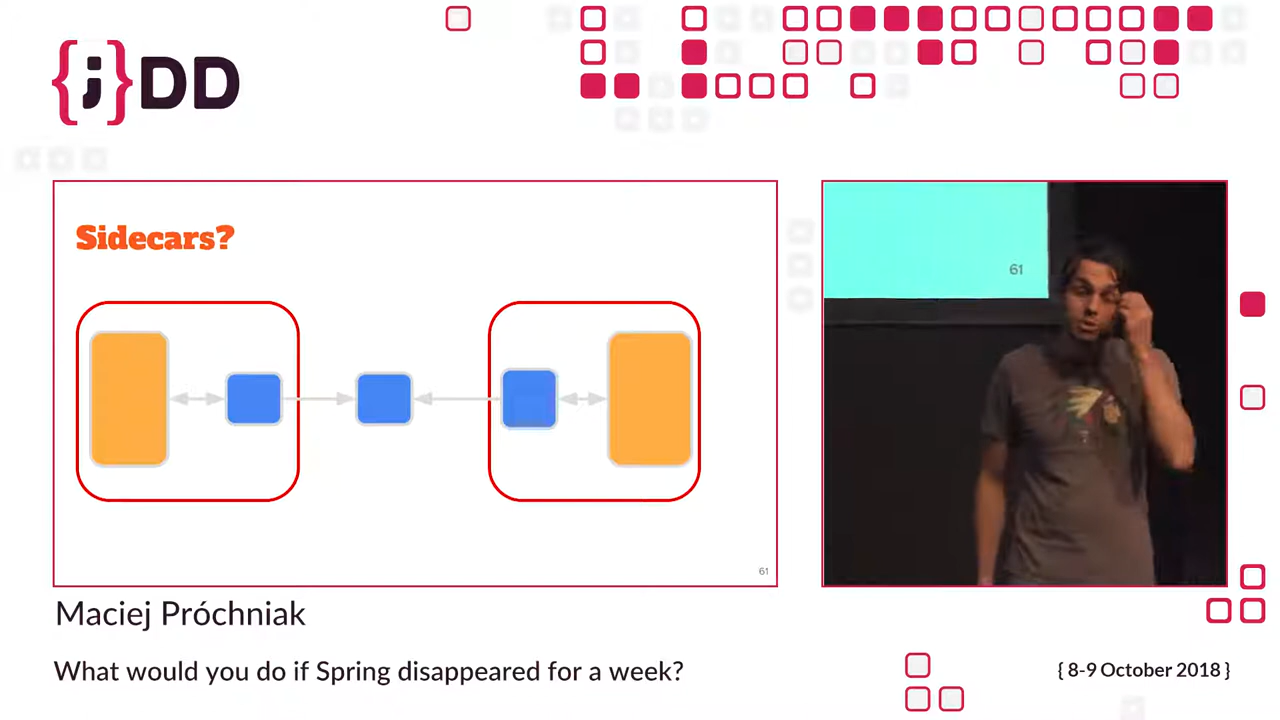 {j}DD
Sidecars?
61
61
Maciej Próchniak
What would you do if Spring disappeared for a week?
{ 8-9 October 2018 }